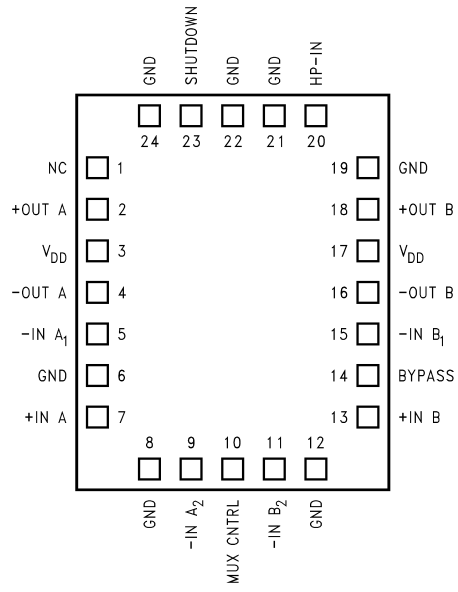 GND SHUTDOWN GND GND HP-IN
24 23 22 21 20
NC 1 19 GND
+OUT A 2 18 +OUT B
VDD 3 17 VDD
-OUT A 4 16 -OUT B
-IN A1 5 15 -IN B1
GND 6 14 BYPASS
+IN A 7 13 +IN B
8 9 10 11 12
GND -IN A2 MUX CNTRL -IN B2 GND